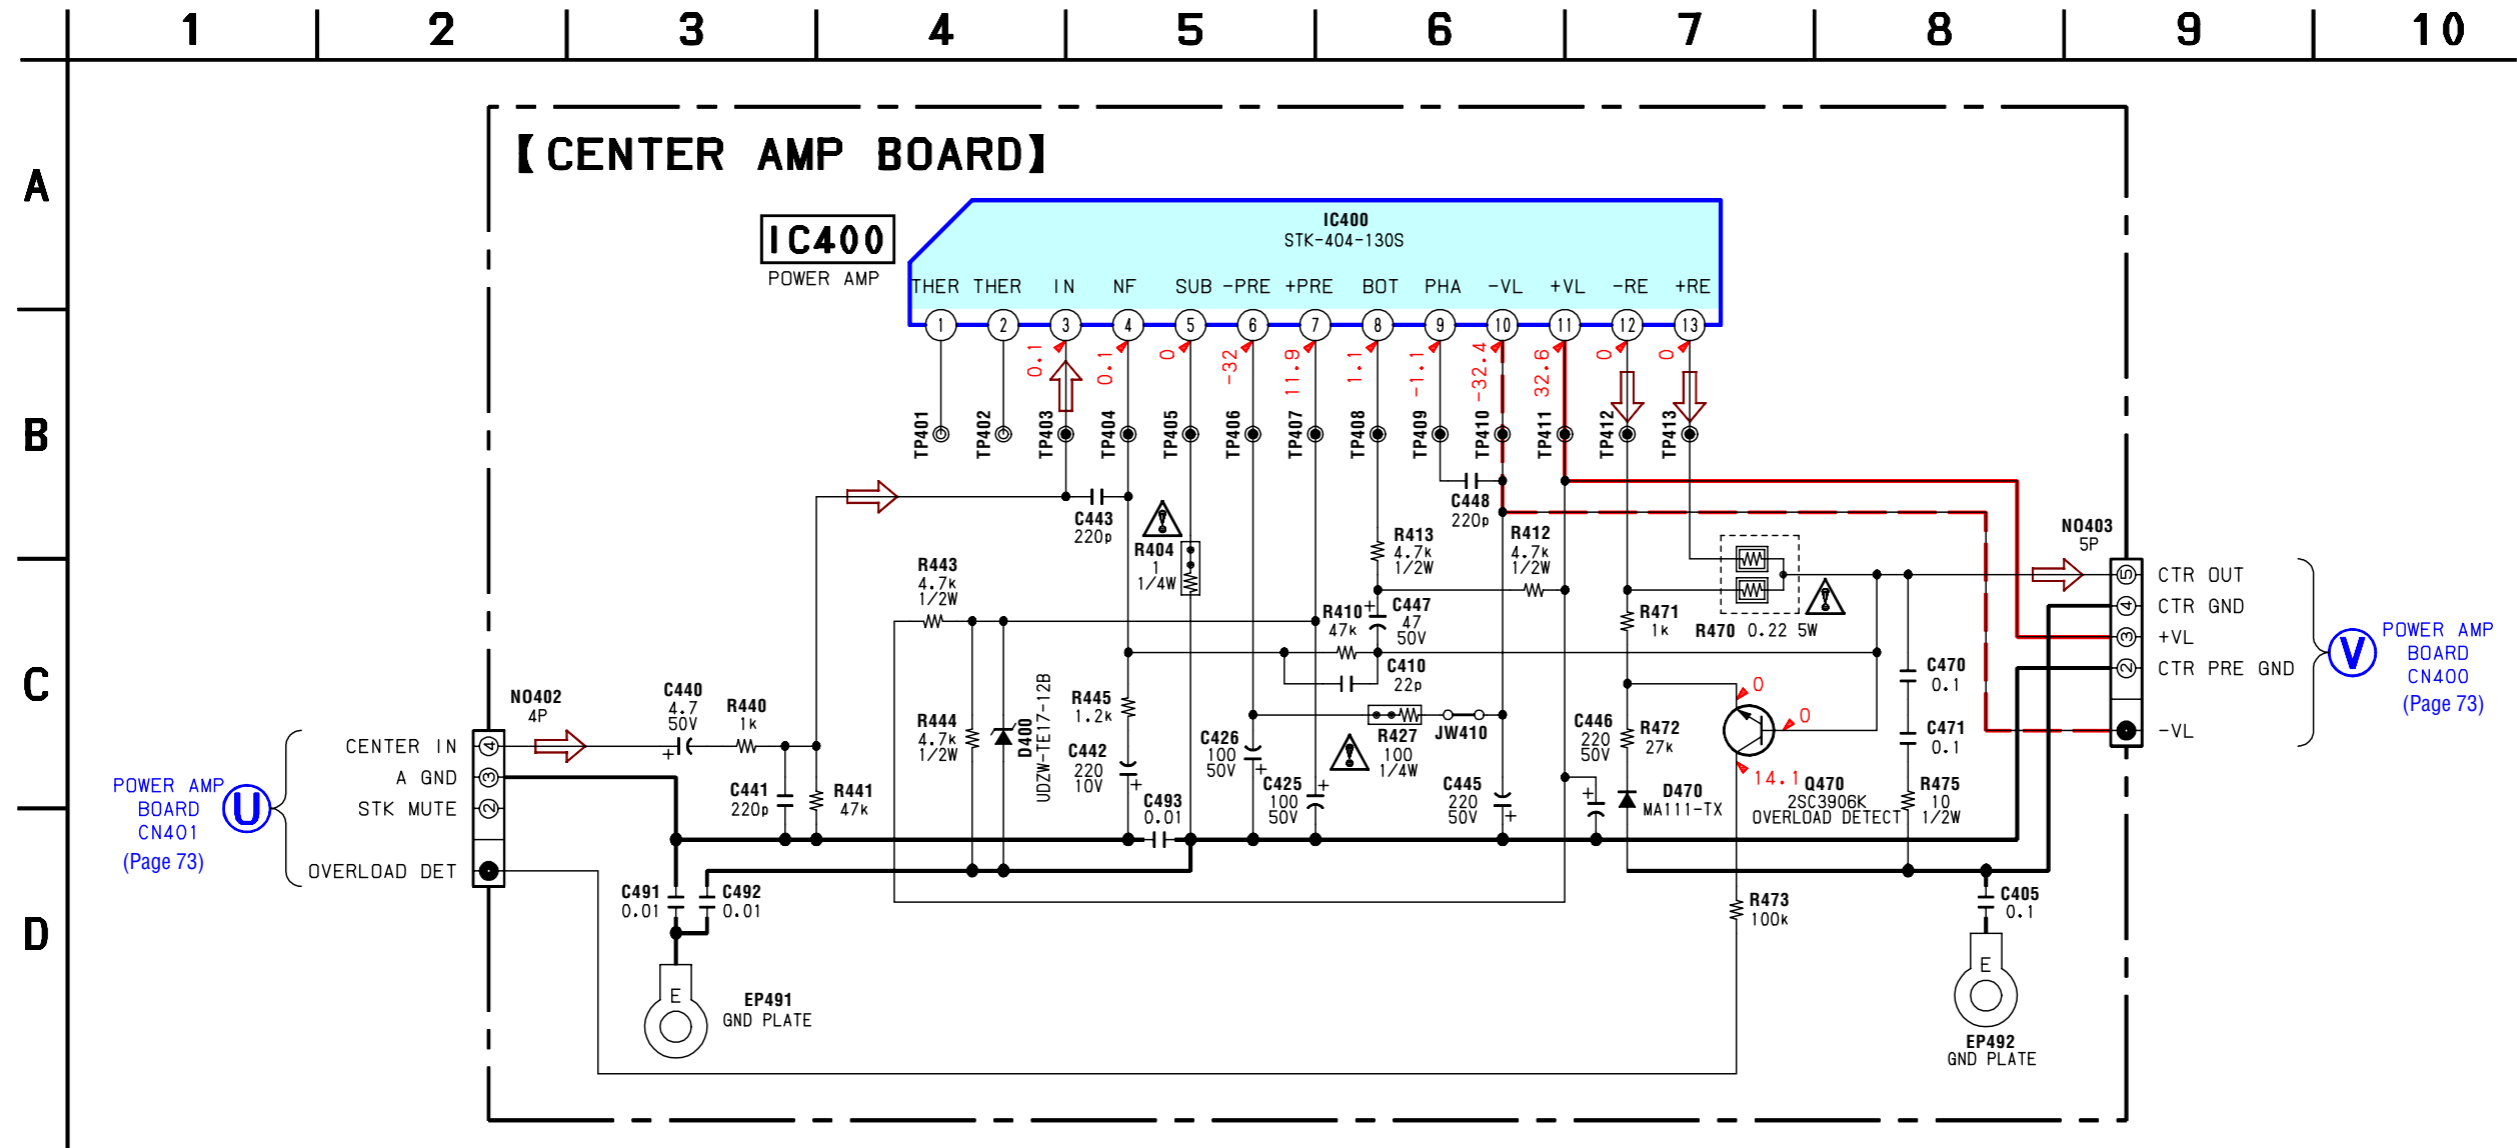 1 2 3 4 5 6 7 8 9 10
A
B
C
D
【CENTER AMP BOARD】
IC400
POWER AMP
IC400
STK-404-130S
THER THER IN NF SUB -PRE +PRE BOT PHA -VL +VL -RE +RE
1 2 3 4 5 6 7 8 9 10 11 12 13
0.1 0.1 0 -32 11.9 1.1 -1.1 -32.4 32.6 0 0
TP401 TP402 TP403 TP404 TP405 TP406 TP407 TP408 TP409 TP410 TP411 TP412 TP413
C443
220p
R404
1
1/4W
C448
220p
R413
4.7k
1/2W
R412
4.7k
1/2W
R443
4.7k
1/2W
R410
47k
C447
47
50V
+
R471
1k
R470 0.22 5W
C410
22p
NO403
5P
5 CTR OUT
4 CTR GND
3 +VL
2 CTR PRE GND
-VL
V
POWER AMP
BOARD
CN400
(Page 73)
POWER AMP
BOARD
CN401
(Page 73)
U
NO402
4P
CENTER IN 4
A GND 3
STK MUTE 2
OVERLOAD DET
C440
4.7
50V
+
R440
1k
C441
220p
R441
47k
R444
4.7k
1/2W
D400
UDZW-TE17-12B
R445
1.2k
C442
220
10V
+
C493
0.01
C426
100
50V
+
C425
100
50V
+
R427
100
1/4W
JW410
C445
220
50V
+
C446
220
50V
+
R472
27k
D470
MA111-TX
0
0
14.1
Q470
2SC3906K
OVERLOAD DETECT
C470
0.1
C471
0.1
R475
10
1/2W
C491
0.01
C492
0.01
R473
100k
C405
0.1
E
EP491
GND PLATE
E
EP492
GND PLATE